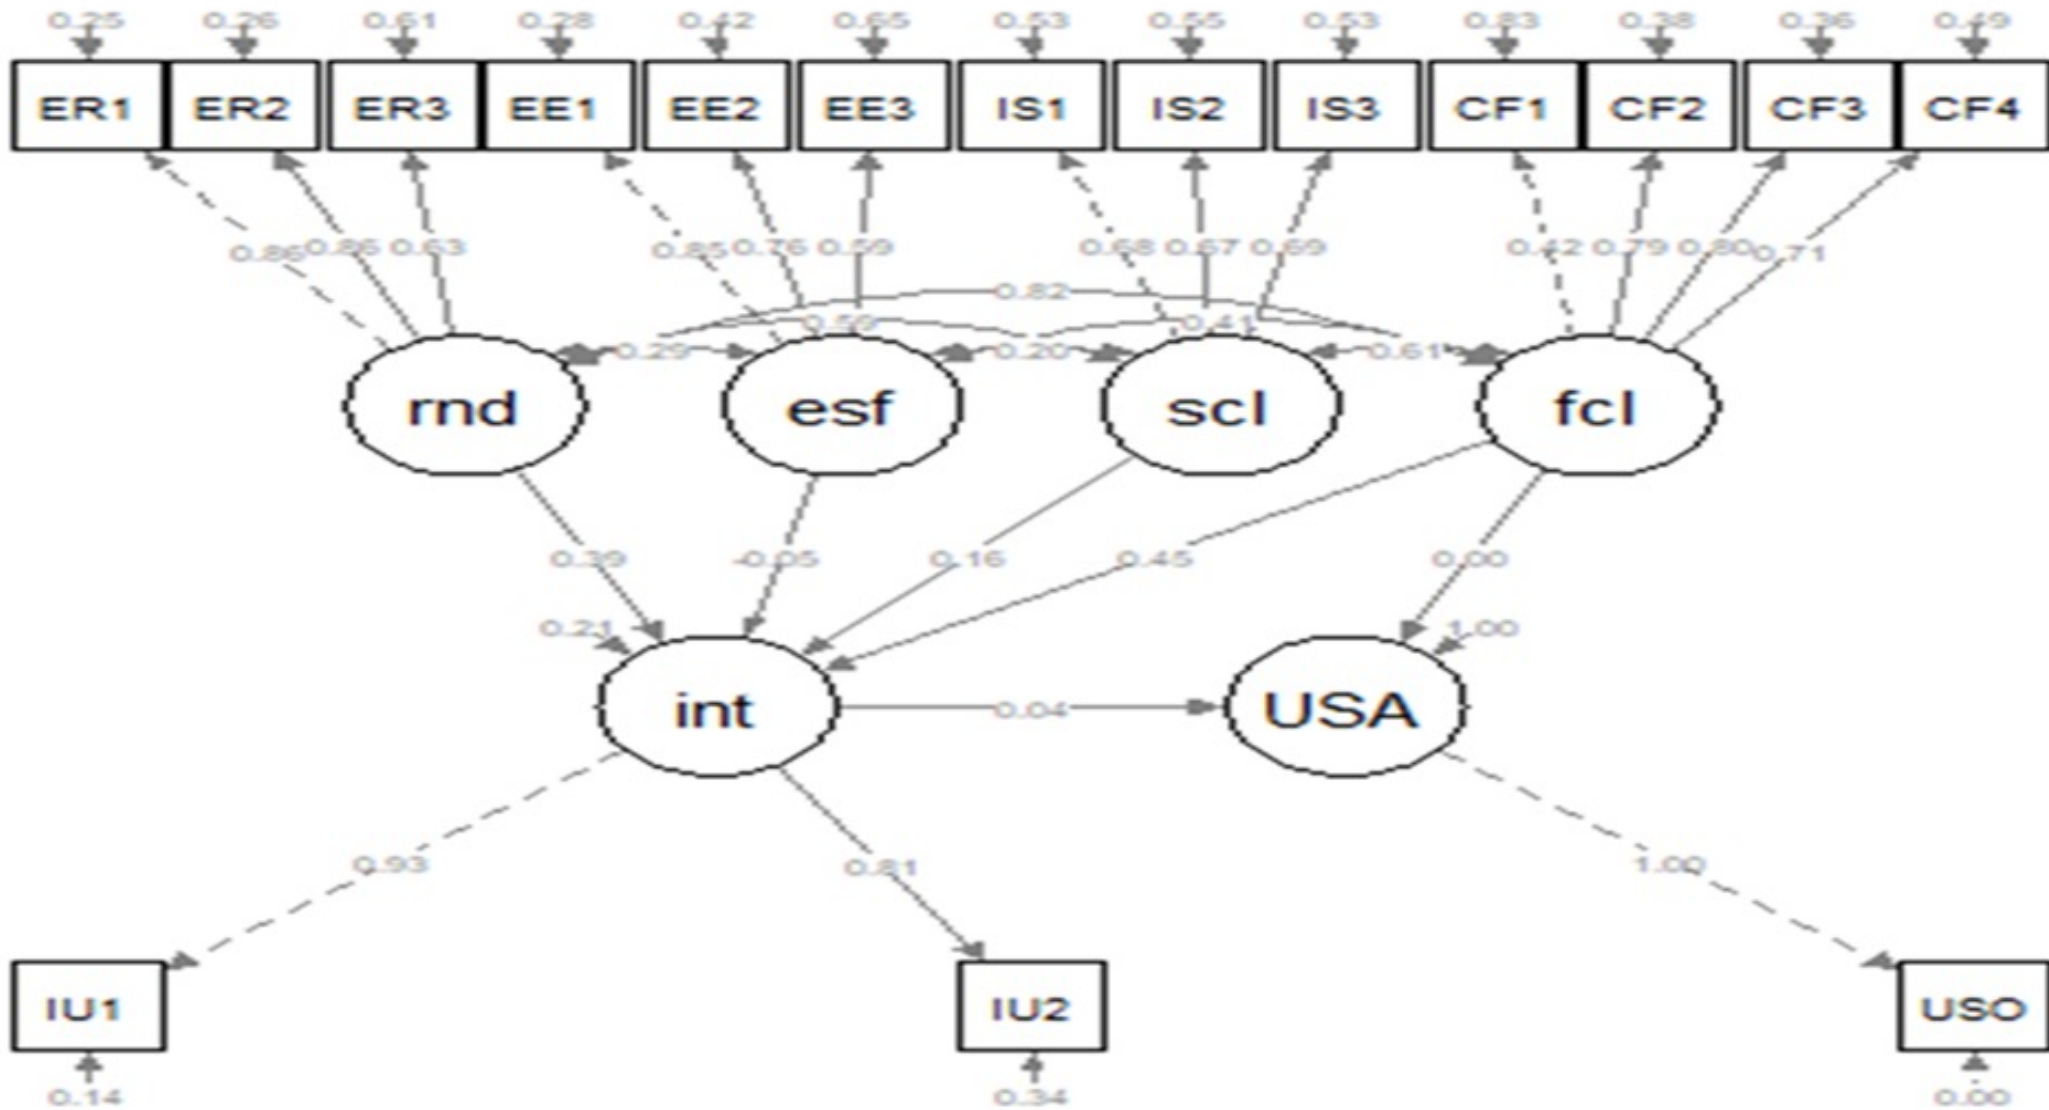 0.25 0.26 0.61 0.28 0.42 0.65 0.53 0.55 0.53 0.83 0.38 0.36 0.49
ER1 ER2 ER3 EE1 EE2 EE3 IS1 IS2 IS3 CF1 CF2 CF3 CF4
0.86 0.86 0.63 0.85 0.76 0.59 0.68 0.67 0.69 0.42 0.79 0.80 0.71
0.82
0.41
0.29 0.20 0.61
rnd esf scl fcl
0.39 -0.05 0.16 0.45 0.00
0.21 1.00
int 0.04 USA
0.93 0.81 1.00
IU1 IU2 USO
0.14 0.34 0.00